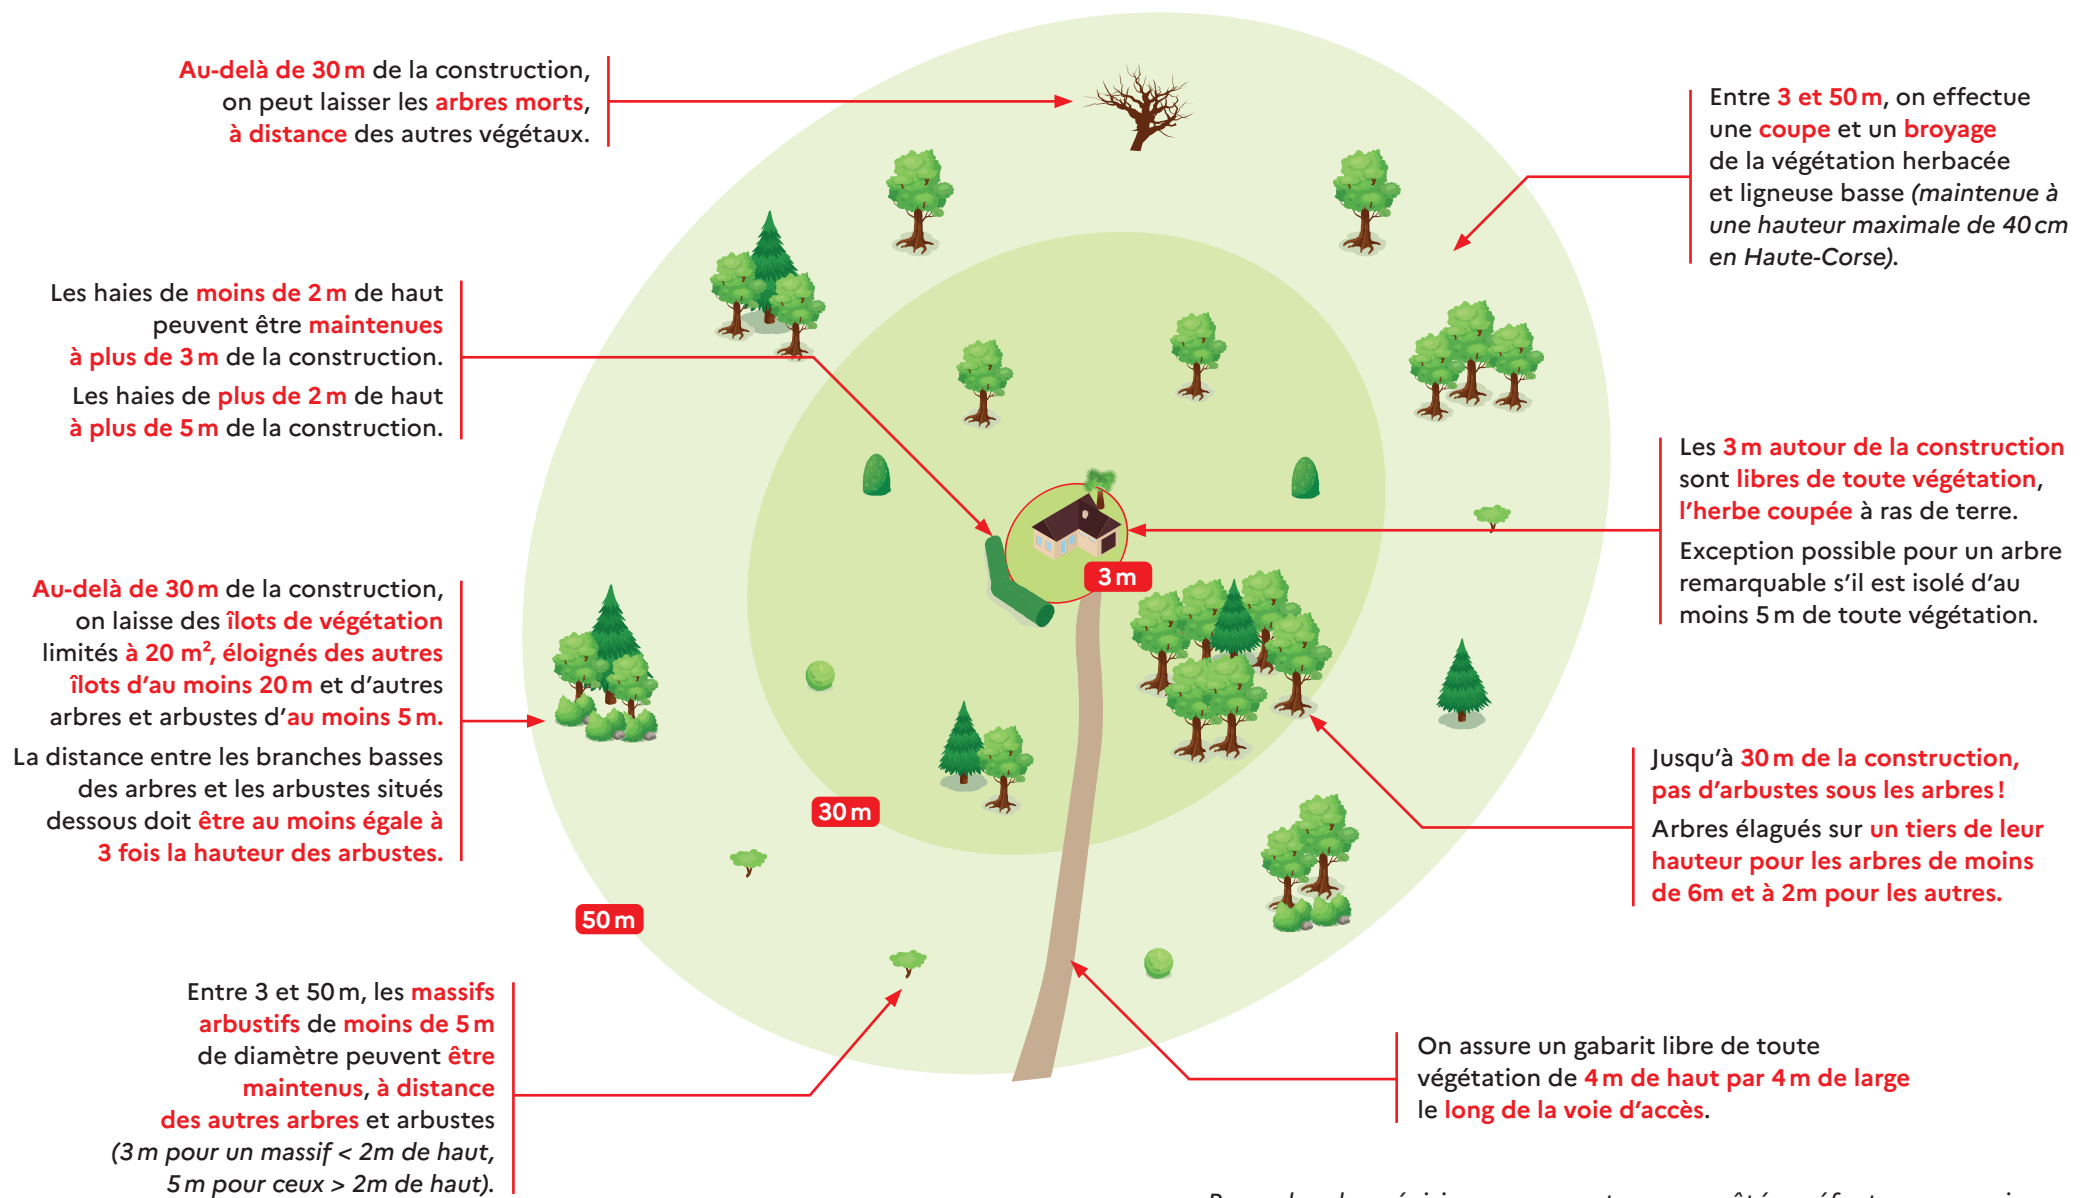 Au-delà de 30 m de la construction,
on peut laisser les arbres morts,
à distance des autres végétaux.
Entre 3 et 50 m, on effectue
une coupe et un broyage
de la végétation herbacée
et ligneuse basse (maintenue à
une hauteur maximale de 40 cm
en Haute-Corse).
Les haies de moins de 2 m de haut
peuvent être maintenues
à plus de 3 m de la construction.
Les haies de plus de 2 m de haut
à plus de 5 m de la construction.
Les 3 m autour de la construction
sont libres de toute végétation,
l'herbe coupée à ras de terre.
Exception possible pour un arbre
remarquable s'il est isolé d'au
moins 5 m de toute végétation.
3 m
Au-delà de 30 m de la construction,
on laisse des îlots de végétation
limités à 20 m², éloignés des autres
îlots d'au moins 20 m et d'autres
arbres et arbustes d'au moins 5 m.
La distance entre les branches basses
des arbres et les arbustes situés
dessous doit être au moins égale à
3 fois la hauteur des arbustes.
Jusqu'à 30 m de la construction,
pas d'arbustes sous les arbres !
Arbres élagués sur un tiers de leur
hauteur pour les arbres de moins
de 6m et à 2m pour les autres.
30 m
50 m
Entre 3 et 50 m, les massifs
arbustifs de moins de 5 m
de diamètre peuvent être
maintenus, à distance
des autres arbres et arbustes
(3 m pour un massif < 2m de haut,
5 m pour ceux > 2m de haut).
On assure un gabarit libre de toute
végétation de 4 m de haut par 4 m de large
le long de la voie d'accès.